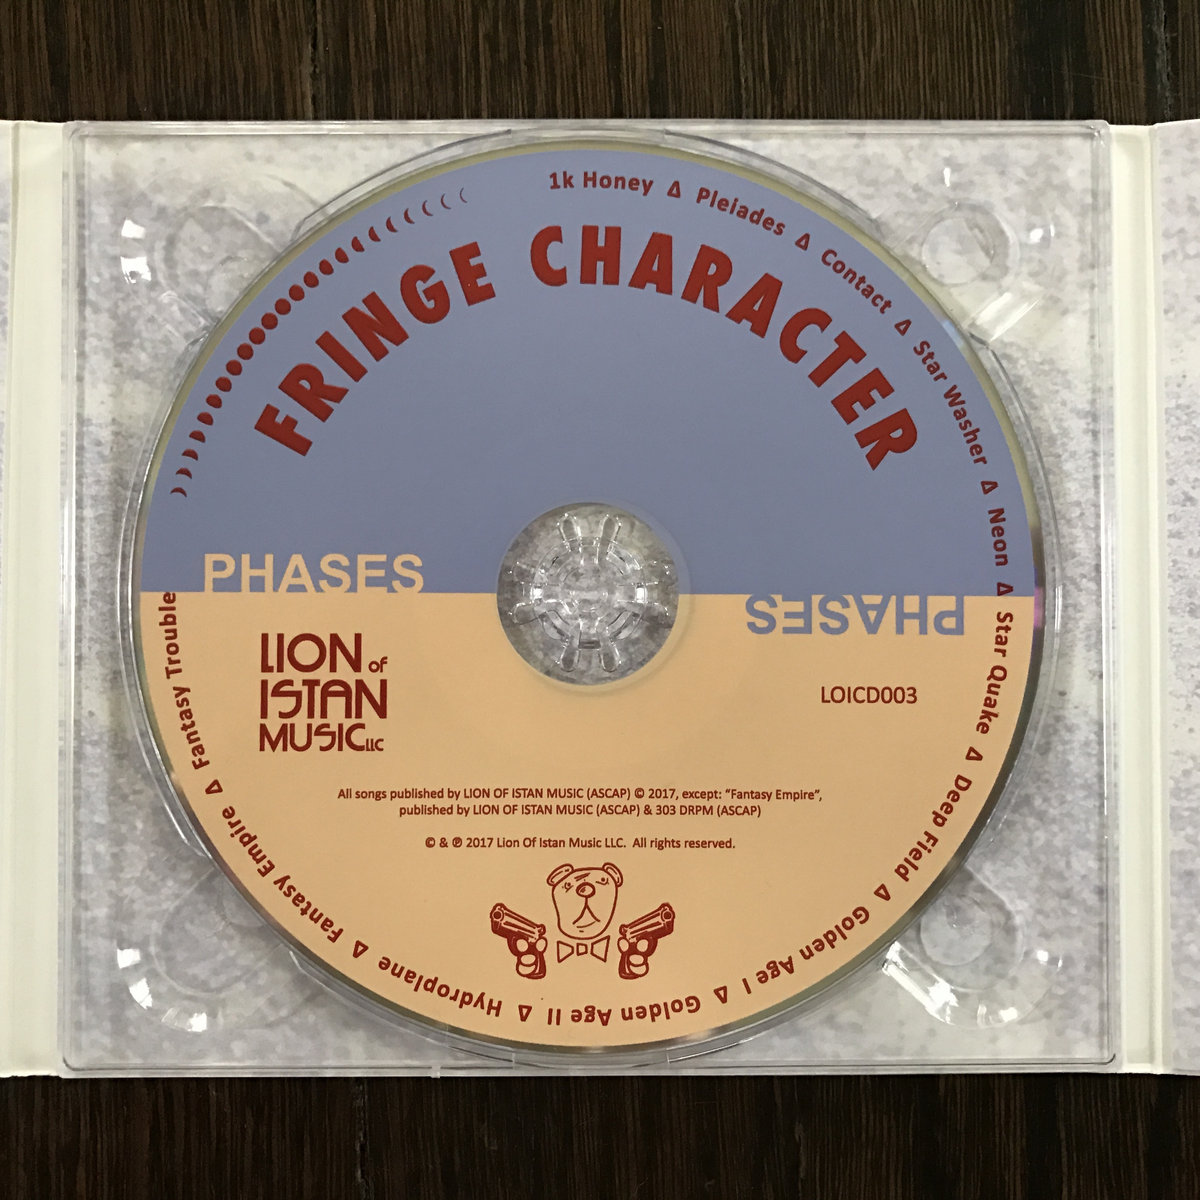 1k Honey Δ Pleiades Δ Contact Δ Star Washer Δ Neon Δ Star Quake Δ Deep Field Δ Golden Age I Δ Golden Age II Δ Hydroplane Δ Fantasy Empire Δ Fantasy Trouble
FRINGE CHARACTER
PHASES
PHASES
LION of
ISTAN
MUSIC LLC
LOICD003
All songs published by LION OF ISTAN MUSIC (ASCAP) © 2017, except: “Fantasy Empire”,
published by LION OF ISTAN MUSIC (ASCAP) & 303 DRPM (ASCAP)
© & ℗ 2017 Lion Of Istan Music LLC. All rights reserved.